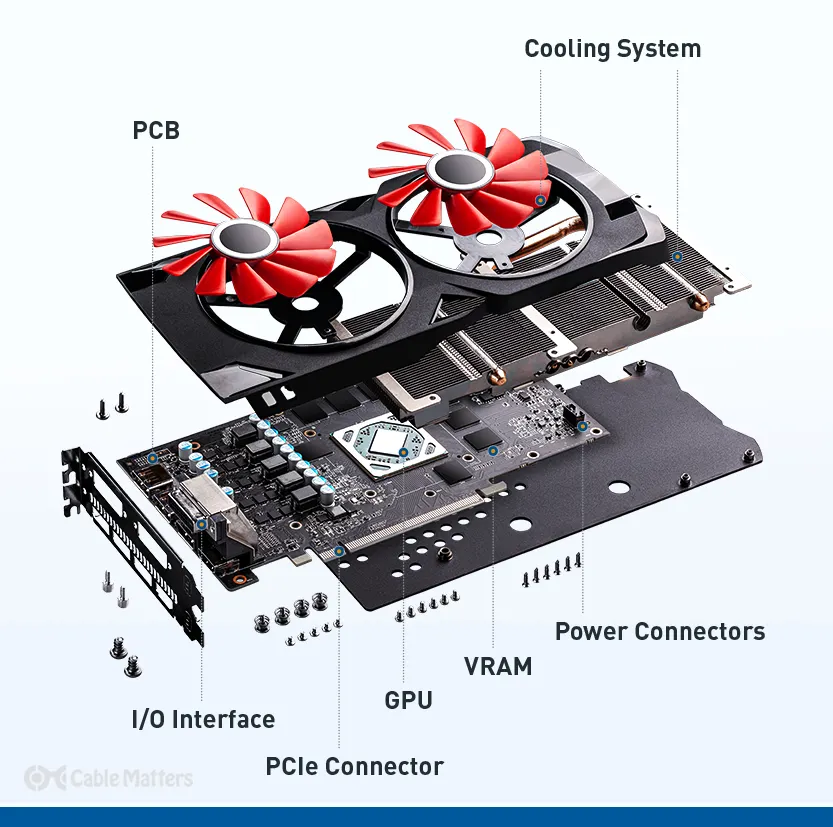 Cooling System
PCB
Power Connectors
VRAM
GPU
I/O Interface
PCIe Connector
Cable Matters